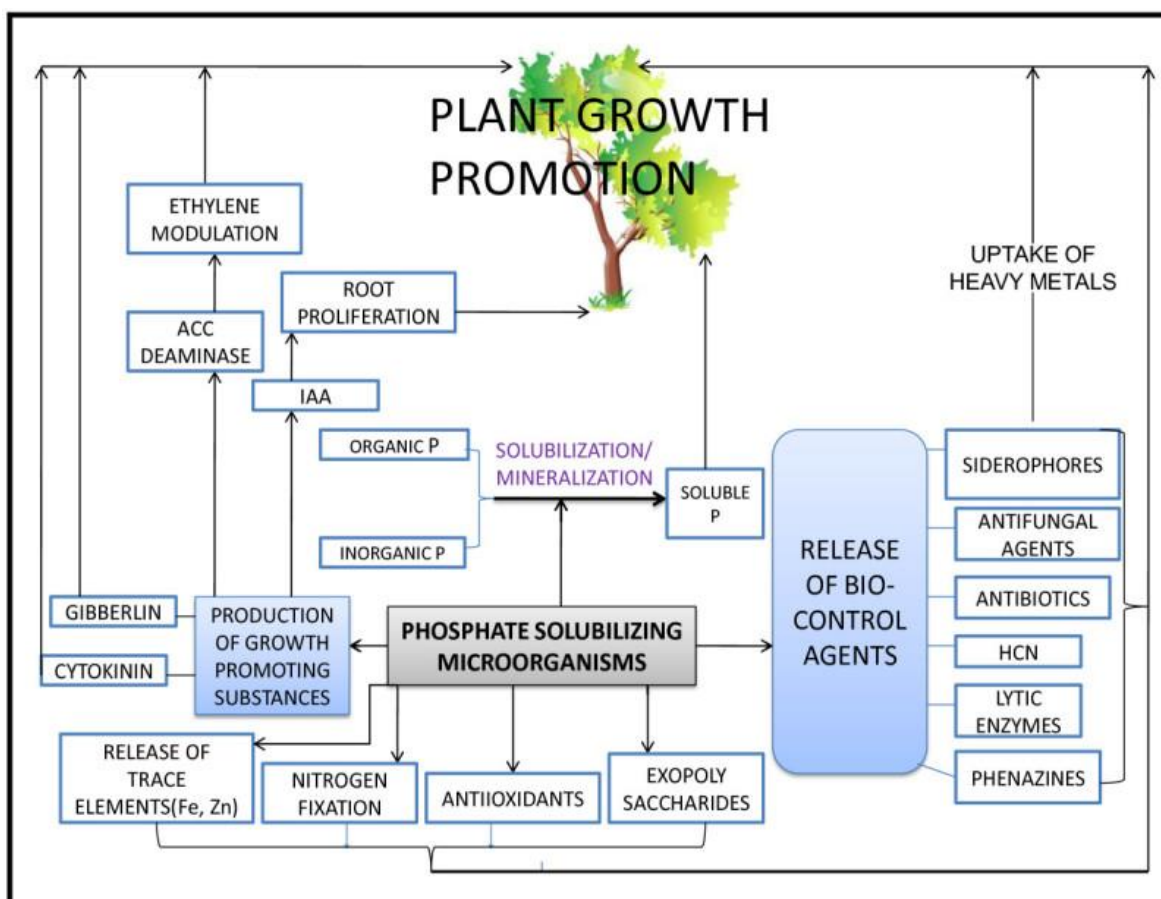 PLANT GROWTH
PROMOTION
ETHYLENE
MODULATION
ROOT
PROLIFERATION
ACC
DEAMINASE
IAA
UPTAKE OF
HEAVY METALS
ORGANIC P
SOLUBILIZATION/
MINERALIZATION
SOLUBLE
P
INORGANIC P
GIBBERLIN
CYTOKININ
PRODUCTION
OF GROWTH
PROMOTING
SUBSTANCES
PHOSPHATE SOLUBILIZING
MICROORGANISMS
RELEASE
OF BIO-
CONTROL
AGENTS
SIDEROPHORES
ANTIFUNGAL
AGENTS
ANTIBIOTICS
HCN
LYTIC
ENZYMES
PHENAZINES
RELEASE OF
TRACE
ELEMENTS(Fe, Zn)
NITROGEN
FIXATION
ANTIIOXIDANTS
EXOPOLY
SACCHARIDES